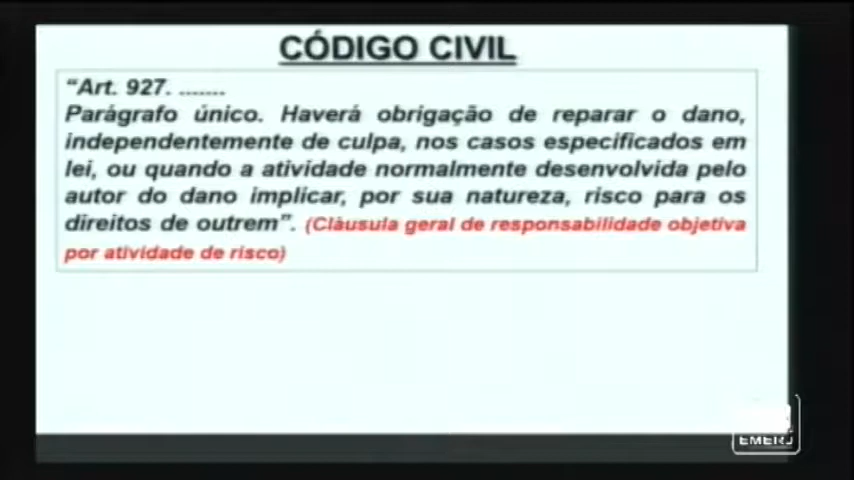 CÓDIGO CIVIL
“Art. 927. .......
Parágrafo único. Haverá obrigação de reparar o dano,
independentemente de culpa, nos casos especificados em
lei, ou quando a atividade normalmente desenvolvida pelo
autor do dano implicar, por sua natureza, risco para os
direitos de outrem”. (Cláusula geral de responsabilidade objetiva
por atividade de risco)
EMERJ